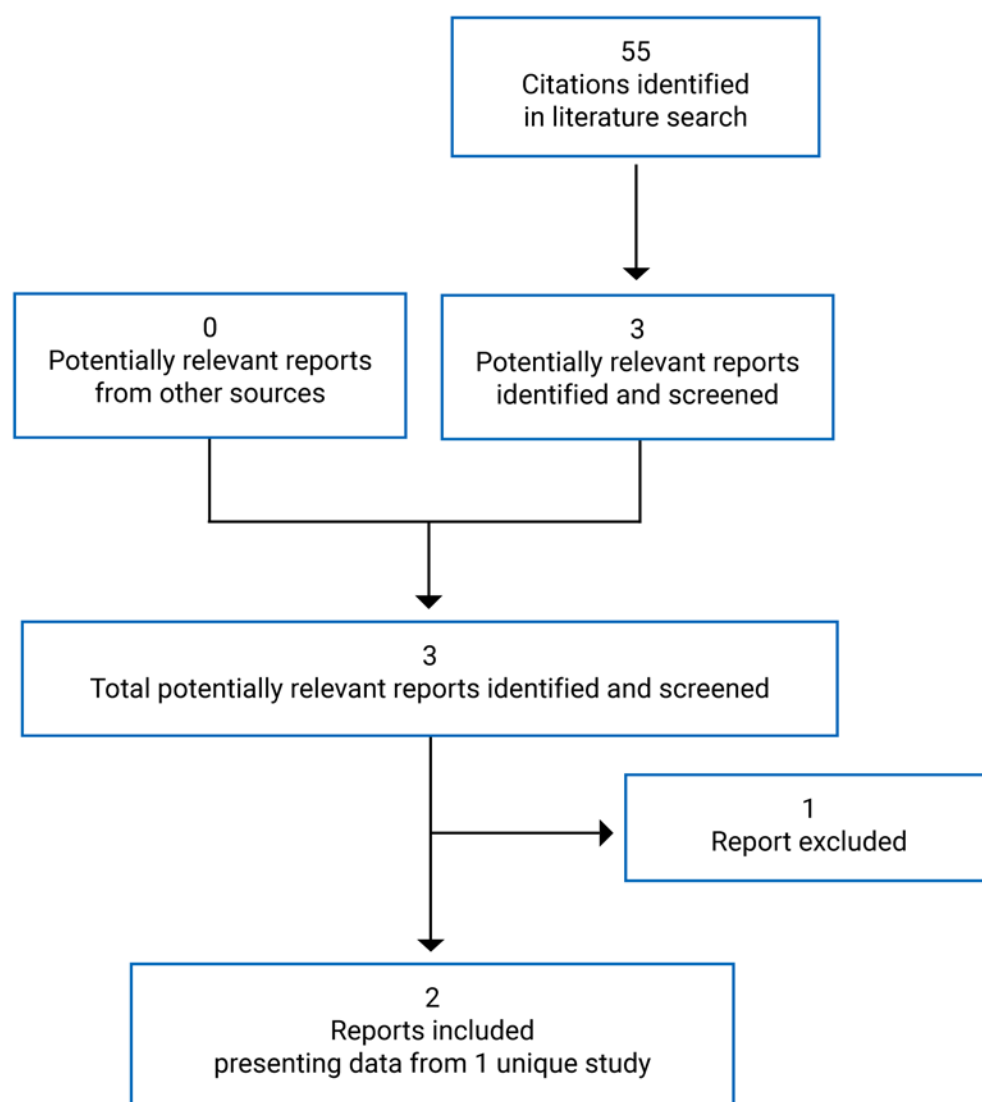 55
Citations identified
in literature search
0
Potentially relevant reports
from other sources
3
Potentially relevant reports
identified and screened
3
Total potentially relevant reports identified and screened
1
Report excluded
2
Reports included
presenting data from 1 unique study